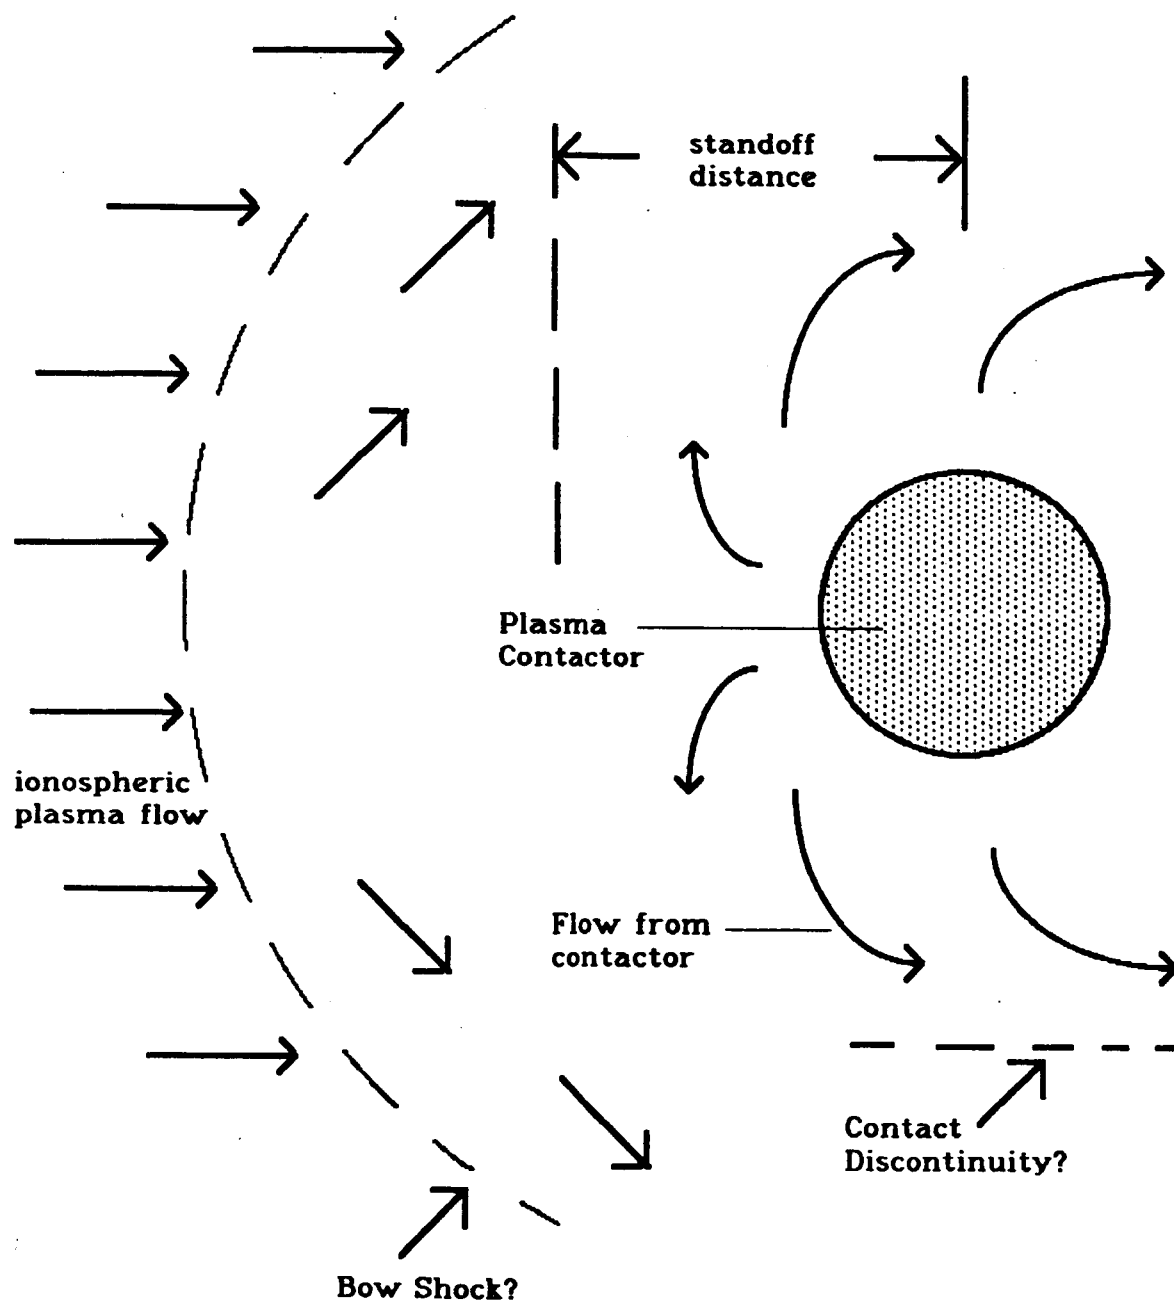 standoff
distance
Plasma
Contactor
ionospheric
plasma flow
Flow from
contactor
Contact
Discontinuity?
Bow Shock?